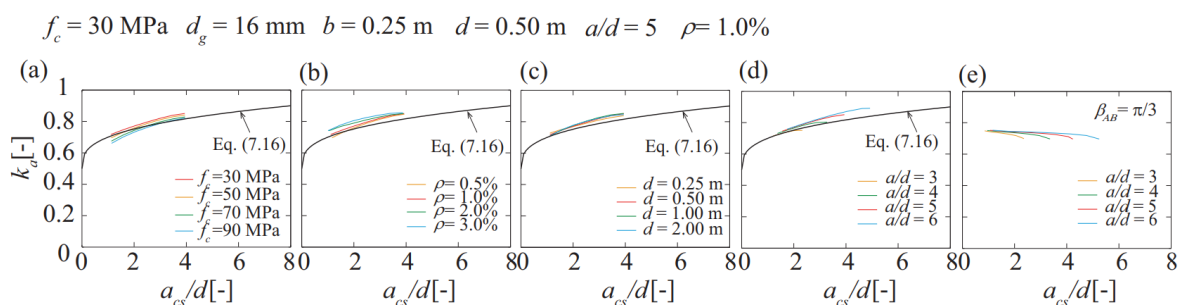 f_c = 30 MPa d_g = 16 mm b = 0.25 m d = 0.50 m a/d = 5 ρ = 1.0%
(a)
(b)
(c)
(d)
(e)
k_a[-]
1
0.8
0.6
0.4
0.2
0
Eq. (7.16)
f_c=30 MPa
f_c=50 MPa
f_c=70 MPa
f_c=90 MPa
0 2 4 6 8
a_cs/d[-]
Eq. (7.16)
ρ= 0.5%
ρ= 1.0%
ρ= 2.0%
ρ= 3.0%
0 2 4 6 8
a_cs/d[-]
Eq. (7.16)
d = 0.25 m
d = 0.50 m
d = 1.00 m
d = 2.00 m
0 2 4 6 8
a_cs/d[-]
Eq. (7.16)
a/d = 3
a/d = 4
a/d = 5
a/d = 6
0 2 4 6 8
a_cs/d[-]
β_AB = π/3
a/d = 3
a/d = 4
a/d = 5
a/d = 6
0 2 4 6 8
a_cs/d[-]